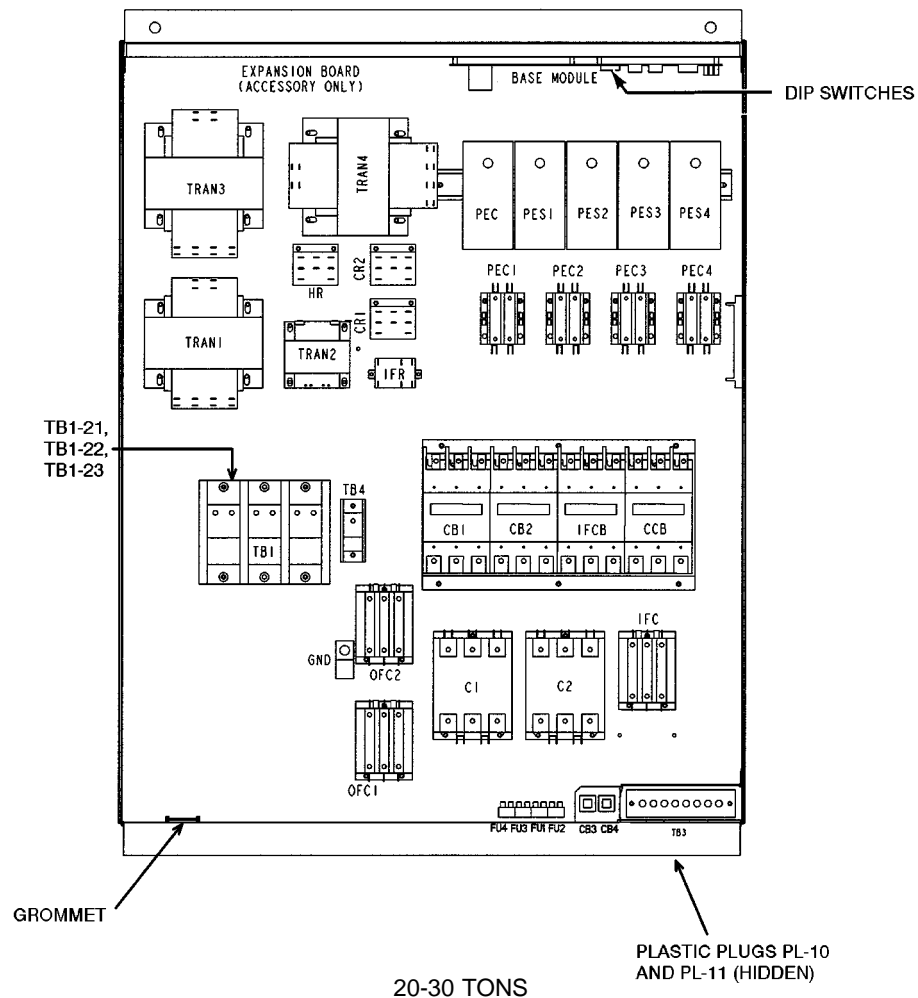 EXPANSION BOARD
(ACCESSORY ONLY)
BASE MODULE
DIP SWITCHES
TRAN3
TRAN4
PEC
PES1
PES2
PES3
PES4
HR
CR2
PEC1
PEC2
PEC3
PEC4
TRAN1
TRAN2
CR1
IFR
TB1-21,
TB1-22,
TB1-23
TB1
TB4
CB1
CB2
IFCB
CCB
GND
OFC2
C1
C2
IFC
OFC1
FU4 FU3 FU1 FU2
CB3 CB4
TB3
GROMMET
PLASTIC PLUGS PL-10
AND PL-11 (HIDDEN)
20-30 TONS